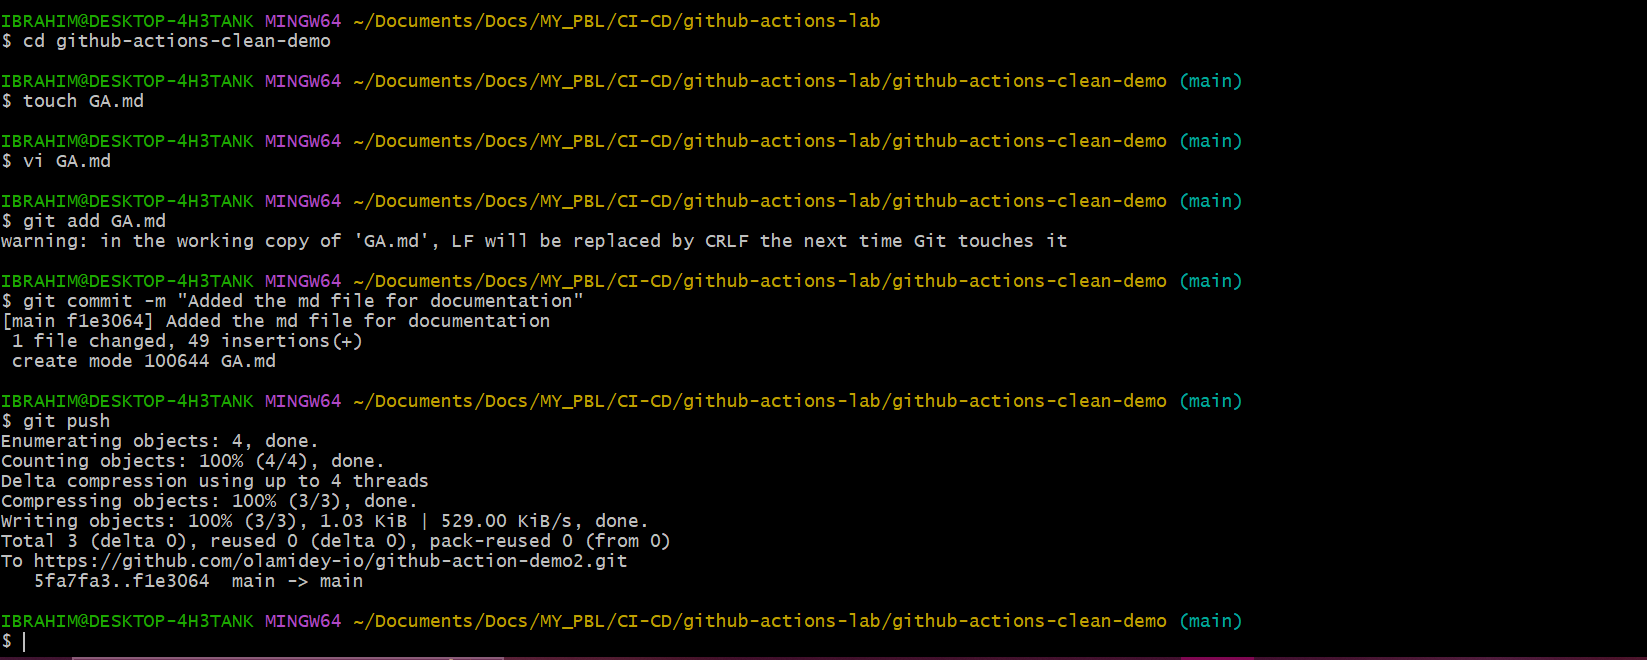 IBRAHIM@DESKTOP-4H3TANK MINGW64 ~/Documents/Docs/MY_PBL/CI-CD/github-actions-lab
$ cd github-actions-clean-demo
IBRAHIM@DESKTOP-4H3TANK MINGW64 ~/Documents/Docs/MY_PBL/CI-CD/github-actions-lab/github-actions-clean-demo (main)
$ touch GA.md
IBRAHIM@DESKTOP-4H3TANK MINGW64 ~/Documents/Docs/MY_PBL/CI-CD/github-actions-lab/github-actions-clean-demo (main)
$ vi GA.md
IBRAHIM@DESKTOP-4H3TANK MINGW64 ~/Documents/Docs/MY_PBL/CI-CD/github-actions-lab/github-actions-clean-demo (main)
$ git add GA.md
warning: in the working copy of 'GA.md', LF will be replaced by CRLF the next time Git touches it
IBRAHIM@DESKTOP-4H3TANK MINGW64 ~/Documents/Docs/MY_PBL/CI-CD/github-actions-lab/github-actions-clean-demo (main)
$ git commit -m "Added the md file for documentation"
[main f1e3064] Added the md file for documentation
 1 file changed, 49 insertions(+)
 create mode 100644 GA.md
IBRAHIM@DESKTOP-4H3TANK MINGW64 ~/Documents/Docs/MY_PBL/CI-CD/github-actions-lab/github-actions-clean-demo (main)
$ git push
Enumerating objects: 4, done.
Counting objects: 100% (4/4), done.
Delta compression using up to 4 threads
Compressing objects: 100% (3/3), done.
Writing objects: 100% (3/3), 1.03 KiB | 529.00 KiB/s, done.
Total 3 (delta 0), reused 0 (delta 0), pack-reused 0 (from 0)
To https://github.com/olamidey-io/github-action-demo2.git
   5fa7fa3..f1e3064  main -> main
IBRAHIM@DESKTOP-4H3TANK MINGW64 ~/Documents/Docs/MY_PBL/CI-CD/github-actions-lab/github-actions-clean-demo (main)
$